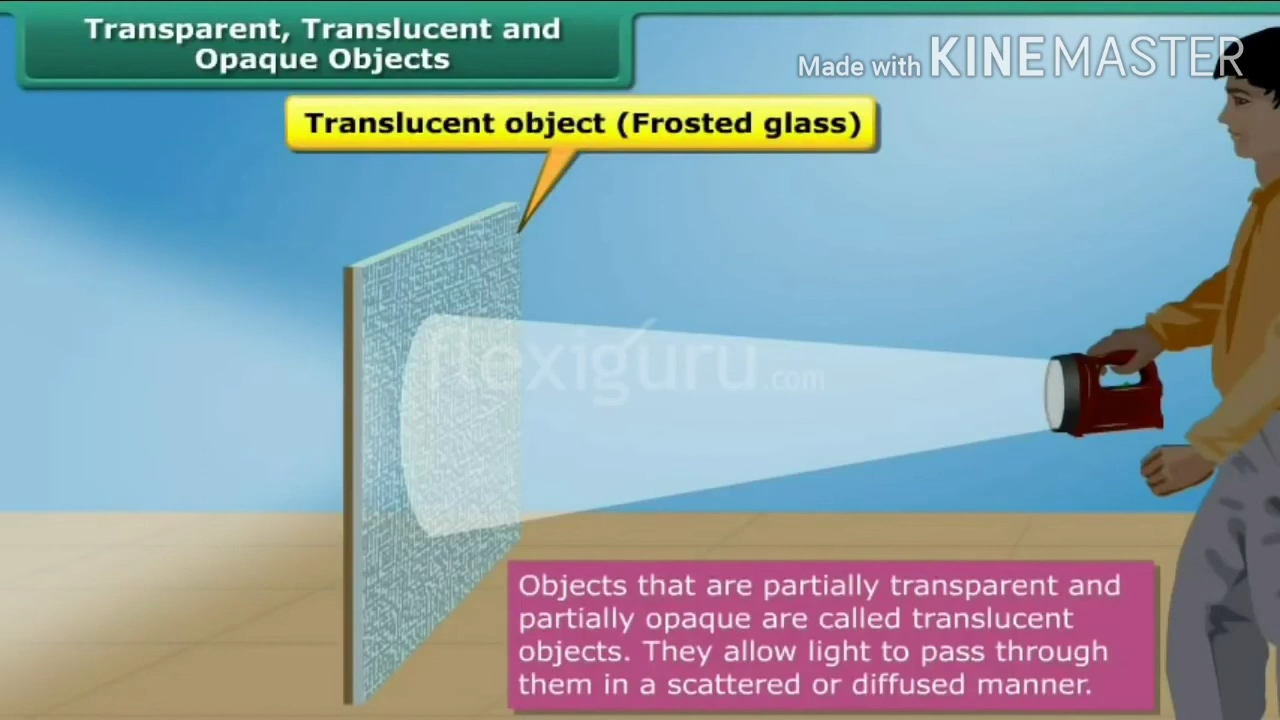 Transparent, Translucent and
Opaque Objects
Made with KINEMASTER
Translucent object (Frosted glass)
flexiguru.com
Objects that are partially transparent and
partially opaque are called translucent
objects. They allow light to pass through
them in a scattered or diffused manner.